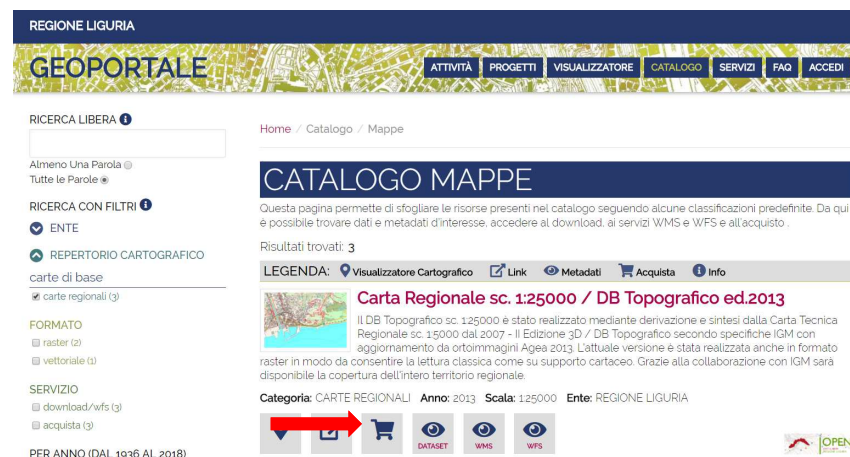 REGIONE LIGURIA
GEOPORTALE
ATTIVITÀ PROGETTI VISUALIZZATORE CATALOGO SERVIZI FAQ ACCEDI
RICERCA LIBERA
Almeno Una Parola
Tutte le Parole
RICERCA CON FILTRI
ENTE
REPERTORIO CARTOGRAFICO
carte di base
carte regionali (3)
FORMATO
raster (2)
vettoriale (1)
SERVIZIO
download/wfs (3)
acquista (3)
PER ANNO (DAL 1936 AL 2018)
Home / Catalogo / Mappe
CATALOGO MAPPE
Questa pagina permette di sfogliare le risorse presenti nel catalogo seguendo alcune classificazioni predefinite. Da qui
è possibile trovare dati e metadati d'interesse, accedere al download, ai servizi WMS e WFS e all'acquisto .
Risultati trovati: 3
LEGENDA: Visualizzatore Cartografico Link Metadati Acquista Info
Carta Regionale sc. 1:25000 / DB Topografico ed.2013
Il DB Topografico sc. 1:25000 è stato realizzato mediante derivazione e sintesi dalla Carta Tecnica
Regionale sc. 1:5000 dal 2007 - II Edizione 3D / DB Topografico secondo specifiche IGM con
aggiornamento da ortoimmagini Agea 2013. L'attuale versione è stata realizzata anche in formato
raster in modo da consentire la lettura classica come su supporto cartaceo. Grazie alla collaborazione con IGM sarà
disponibile la copertura dell'intero territorio regionale.
Categoria: CARTE REGIONALI Anno: 2013 Scala: 1:25000 Ente: REGIONE LIGURIA
DATASET WMS WFS
OPEN